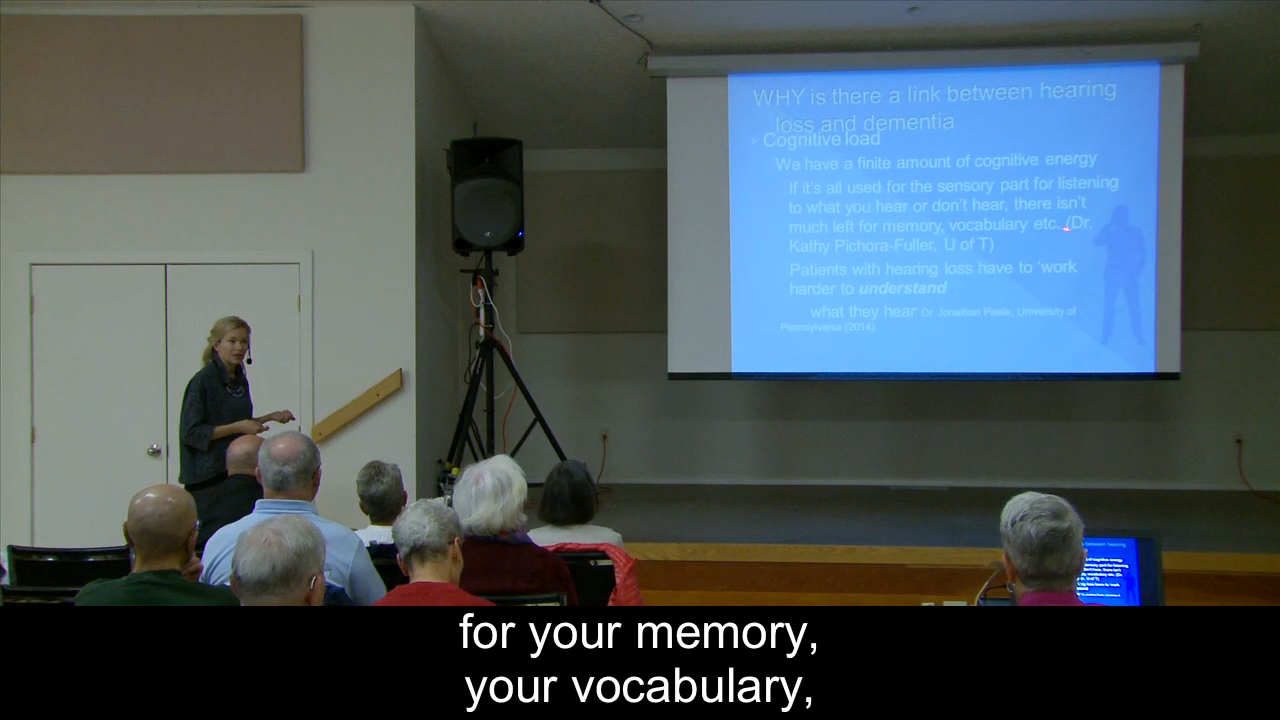 WHY is there a link between hearing
loss and dementia
› Cognitive load
We have a finite amount of cognitive energy
If it's all used for the sensory part for listening
to what you hear or don't hear, there isn't
much left for memory, vocabulary etc. (Dr.
Kathy Pichora-Fuller, U of T)
Patients with hearing loss have to 'work
harder to understand
what they hear Dr. Jonathan Peele, University of
Pennsylvania (2014)
for your memory,
your vocabulary,